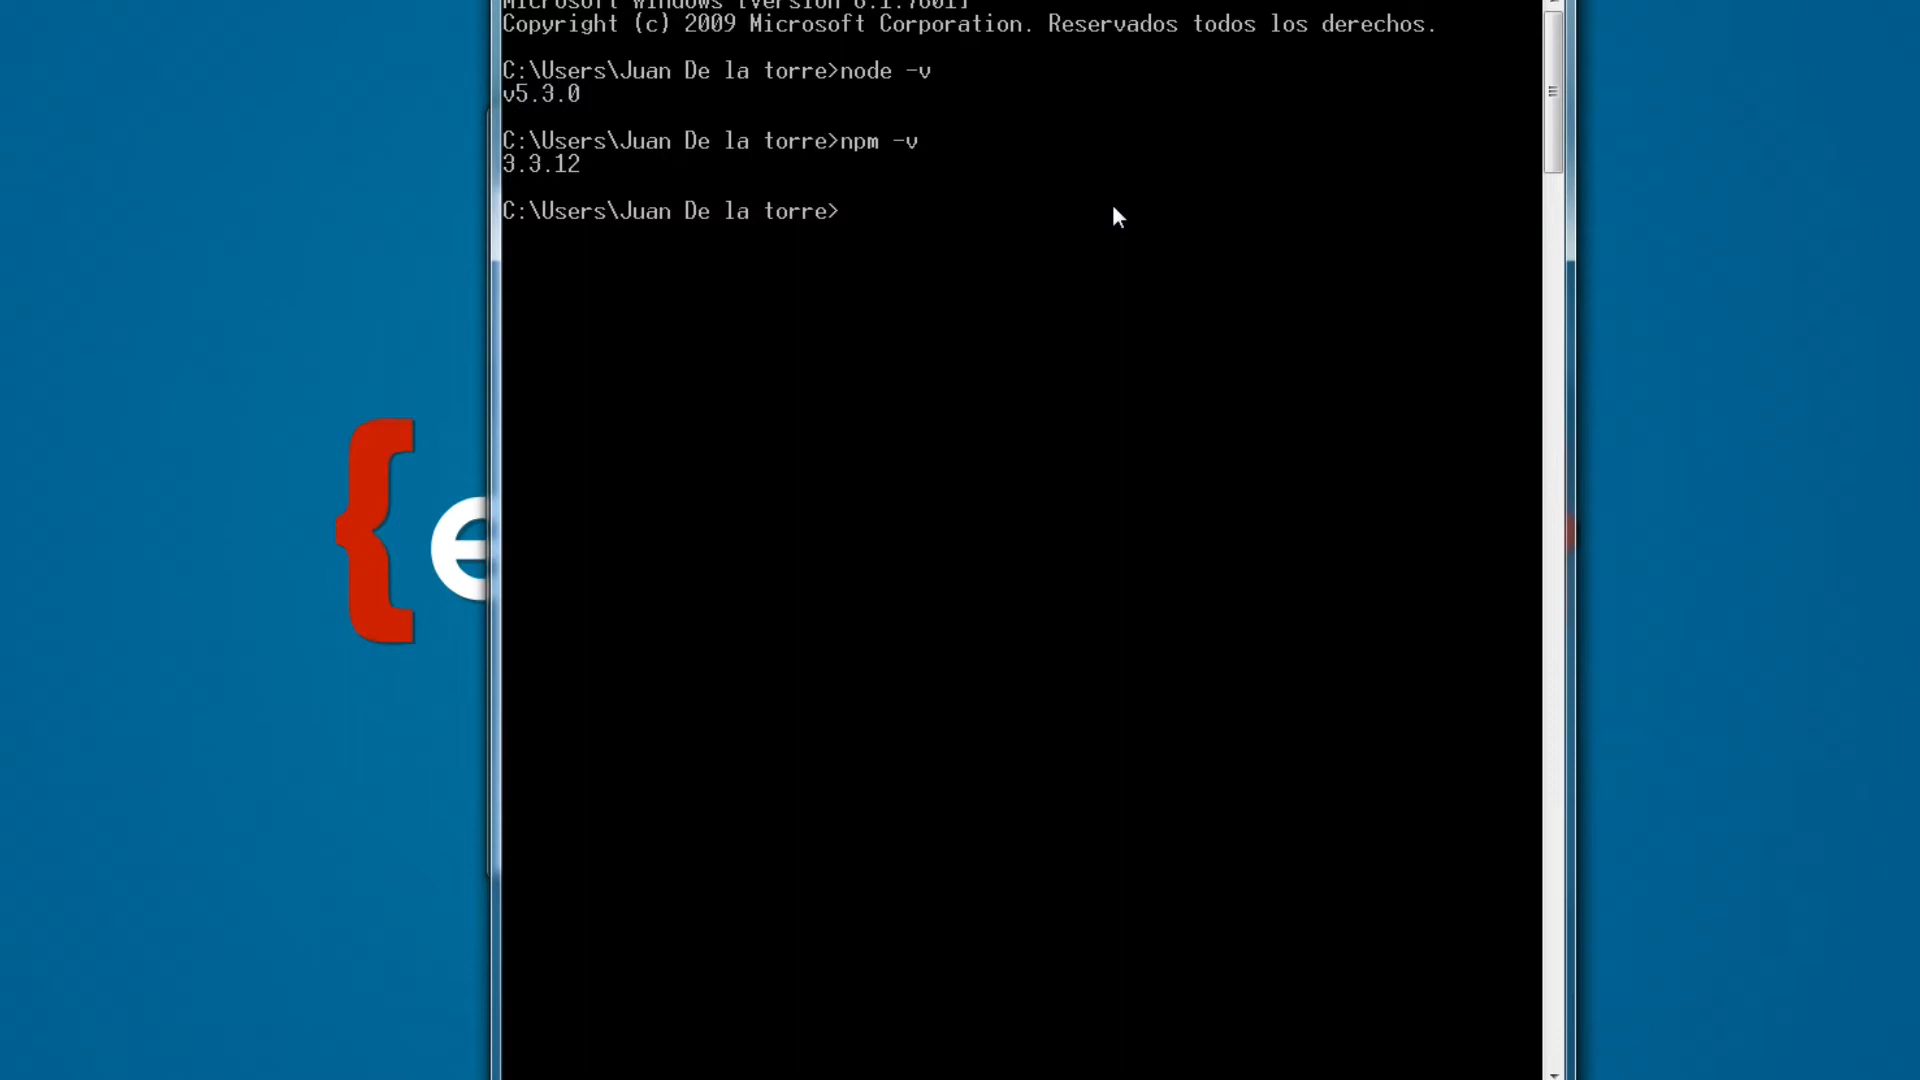 Microsoft Windows [Versión 6.1.7601]
Copyright (c) 2009 Microsoft Corporation. Reservados todos los derechos.
C:\Users\Juan De la torre>node -v
v5.3.0
C:\Users\Juan De la torre>npm -v
3.3.12
C:\Users\Juan De la torre>
{e